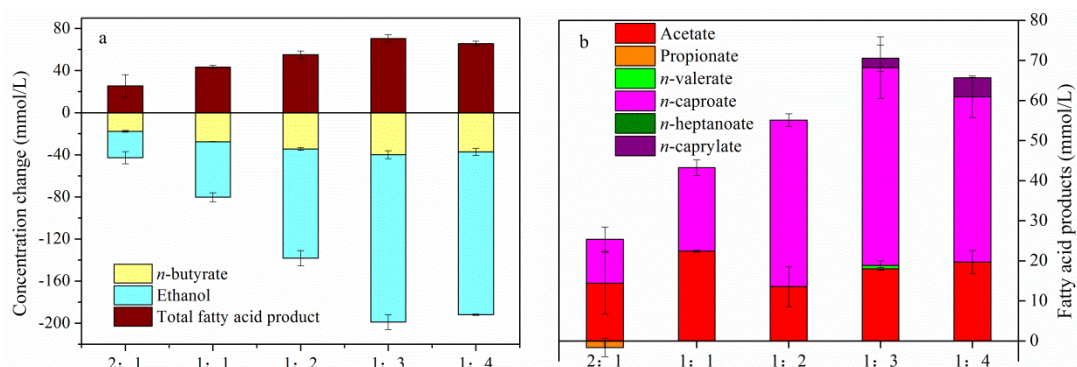 a
Concentration change (mmol/L)
80
40
0
-40
-80
-120
-160
-200
n-butyrate
Ethanol
Total fatty acid product
2：1
1：1
1：2
1：3
1：4
b
Acetate
Propionate
n-valerate
n-caproate
n-heptanoate
n-caprylate
80
70
60
50
40
30
20
10
0
Fatty acid products (mmol/L)
2：1
1：1
1：2
1：3
1：4